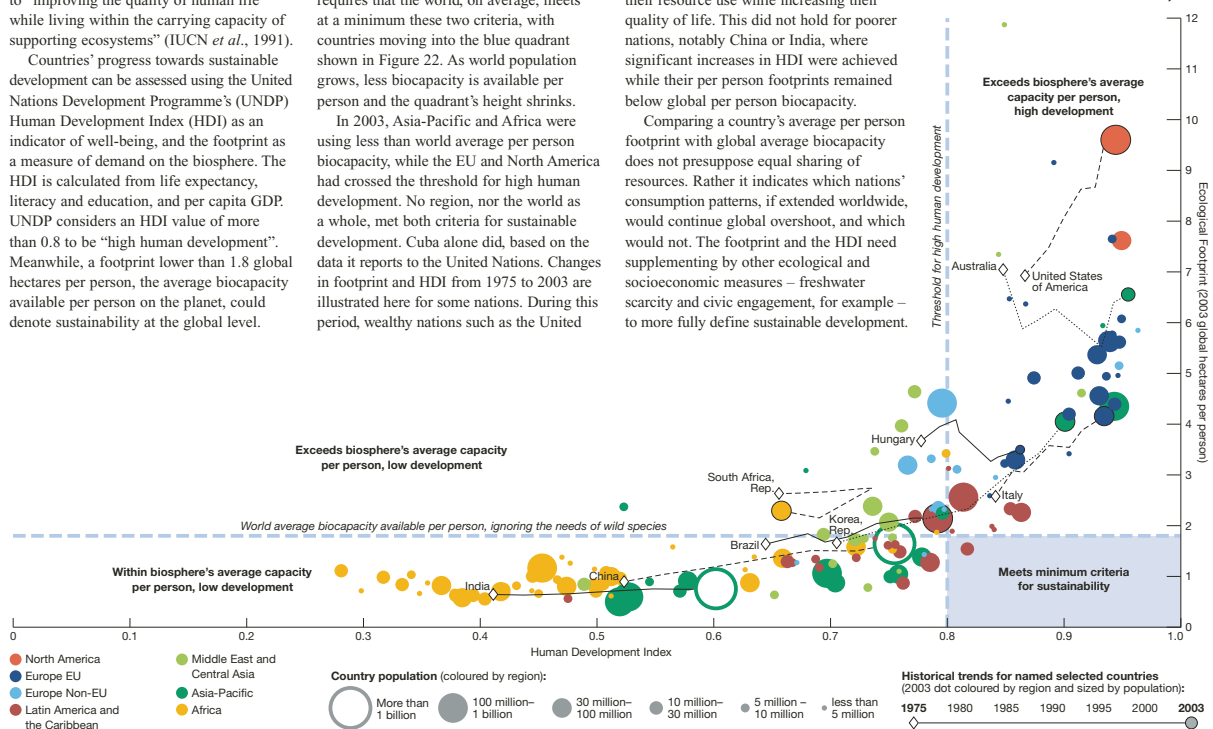 to “improving the quality of human life
while living within the carrying capacity of
supporting ecosystems” (IUCN et al., 1991).
Countries’ progress towards sustainable
development can be assessed using the United
Nations Development Programme’s (UNDP)
Human Development Index (HDI) as an
indicator of well-being, and the footprint as
a measure of demand on the biosphere. The
HDI is calculated from life expectancy,
literacy and education, and per capita GDP.
UNDP considers an HDI value of more
than 0.8 to be “high human development”.
Meanwhile, a footprint lower than 1.8 global
hectares per person, the average biocapacity
available per person on the planet, could
denote sustainability at the global level.
requires that the world, on average, meets
at a minimum these two criteria, with
countries moving into the blue quadrant
shown in Figure 22. As world population
grows, less biocapacity is available per
person and the quadrant’s height shrinks.
In 2003, Asia-Pacific and Africa were
using less than world average per person
biocapacity, while the EU and North America
had crossed the threshold for high human
development. No region, nor the world as
a whole, met both criteria for sustainable
development. Cuba alone did, based on the
data it reports to the United Nations. Changes
in footprint and HDI from 1975 to 2003 are
illustrated here for some nations. During this
period, wealthy nations such as the United
their resource use while increasing their
quality of life. This did not hold for poorer
nations, notably China or India, where
significant increases in HDI were achieved
while their per person footprints remained
below global per person biocapacity.
Comparing a country’s average per person
footprint with global average biocapacity
does not presuppose equal sharing of
resources. Rather it indicates which nations’
consumption patterns, if extended worldwide,
would continue global overshoot, and which
would not. The footprint and the HDI need
supplementing by other ecological and
socioeconomic measures – freshwater
scarcity and civic engagement, for example –
to more fully define sustainable development.
Exceeds biosphere’s average
capacity per person,
high development
Threshold for high human development
Australia
United States
of America
Hungary
Exceeds biosphere’s average capacity
per person, low development
South Africa,
Rep.
Italy
World average biocapacity available per person, ignoring the needs of wild species
Korea,
Rep.
Brazil
Within biosphere’s average capacity
per person, low development
China
India
Meets minimum criteria
for sustainability
12
11
10
9
8
7
6
5
4
3
2
1
0
Ecological Footprint (2003 global hectares per person)
0 0.1 0.2 0.3 0.4 0.5 0.6 0.7 0.8 0.9 1.0
Human Development Index
North America
Europe EU
Europe Non-EU
Latin America and
the Caribbean
Middle East and
Central Asia
Asia-Pacific
Africa
Country population (coloured by region):
More than
1 billion
100 million–
1 billion
30 million–
100 million
10 million–
30 million
5 million –
10 million
less than
5 million
Historical trends for named selected countries
(2003 dot coloured by region and sized by population):
1975 1980 1985 1990 1995 2000 2003